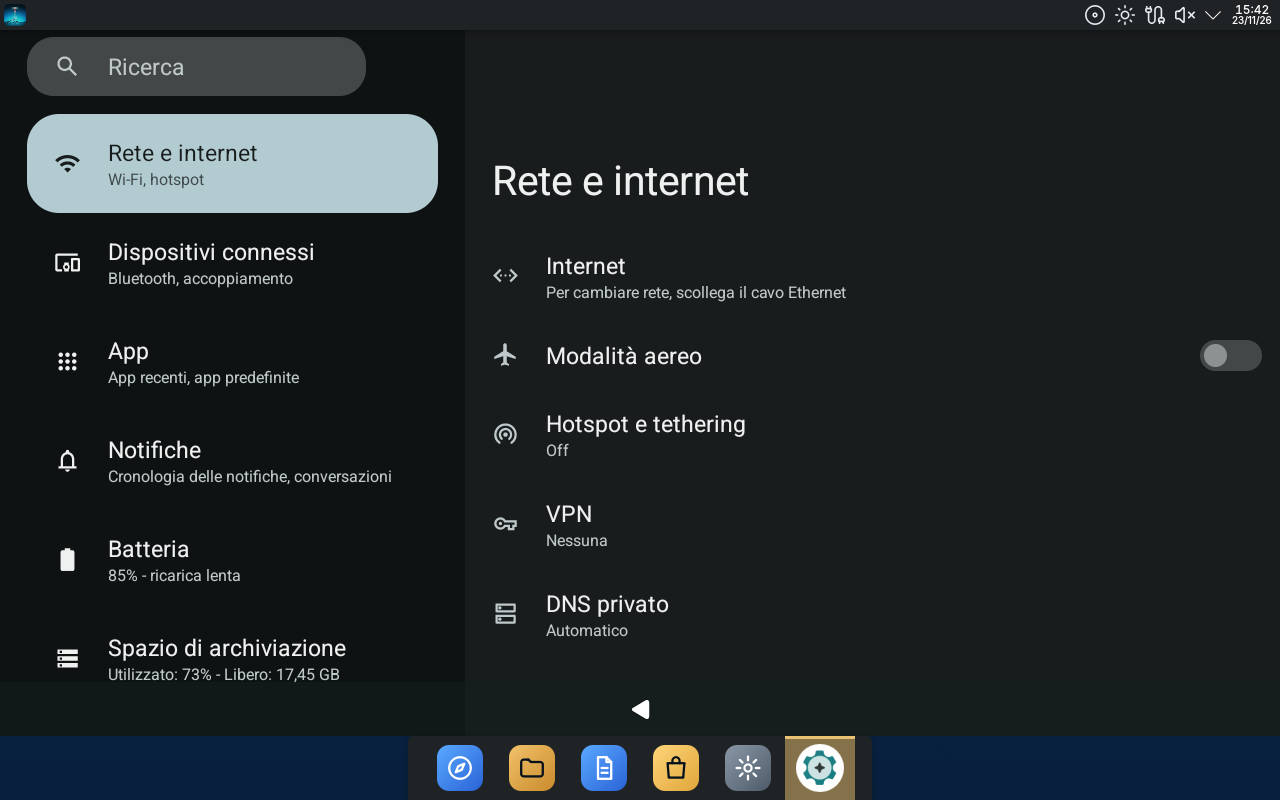 15:42
23/11/26
Ricerca
Rete e internet
Wi-Fi, hotspot
Dispositivi connessi
Bluetooth, accoppiamento
App
App recenti, app predefinite
Notifiche
Cronologia delle notifiche, conversazioni
Batteria
85% - ricarica lenta
Spazio di archiviazione
Utilizzato: 73% - Libero: 17,45 GB
Rete e internet
Internet
Per cambiare rete, scollega il cavo Ethernet
Modalità aereo
Hotspot e tethering
Off
VPN
Nessuna
DNS privato
Automatico